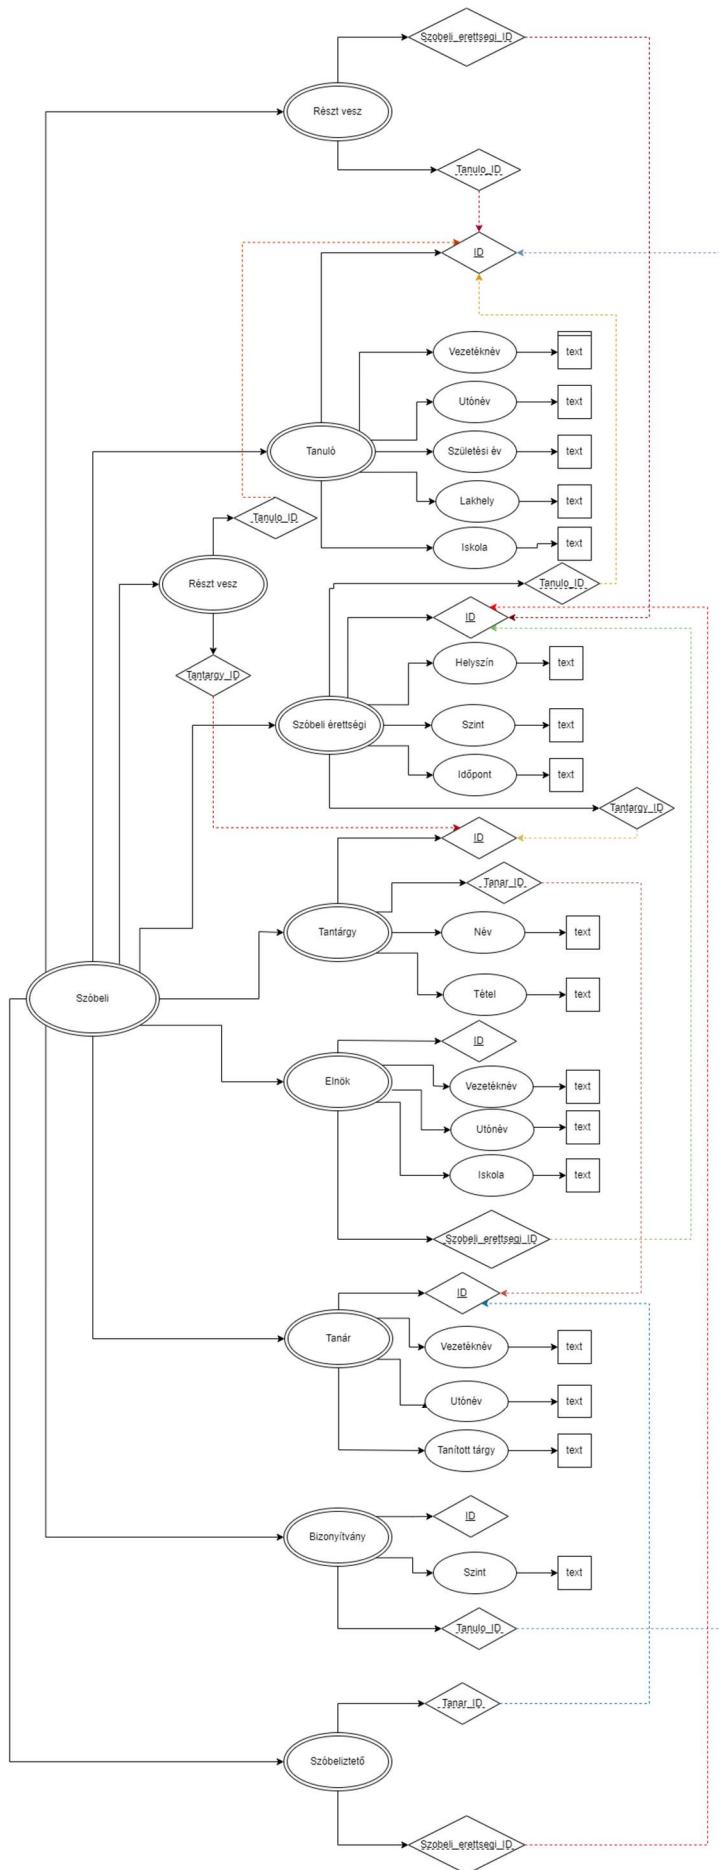 Szobeli_erettsegi_ID
Részt vesz
Tanulo_ID
ID
Vezetéknév
text
Utónév
text
Tanuló
Születési év
text
Lakhely
text
Tanulo_ID
Iskola
text
Részt vesz
Tanulo_ID
ID
Helyszín
text
Tantargy_ID
Szóbeli érettségi
Szint
text
Időpont
text
Tantargy_ID
ID
Tanar_ID
Tantárgy
Név
text
Szóbeli
Tétel
text
ID
Elnök
Vezetéknév
text
Utónév
text
Iskola
text
Szobeli_erettsegi_ID
ID
Tanár
Vezetéknév
text
Utónév
text
Tanított tárgy
text
ID
Bizonyítvány
Szint
text
Tanulo_ID
Tanar_ID
Szóbeliztető
Szobeli_erettsegi_ID